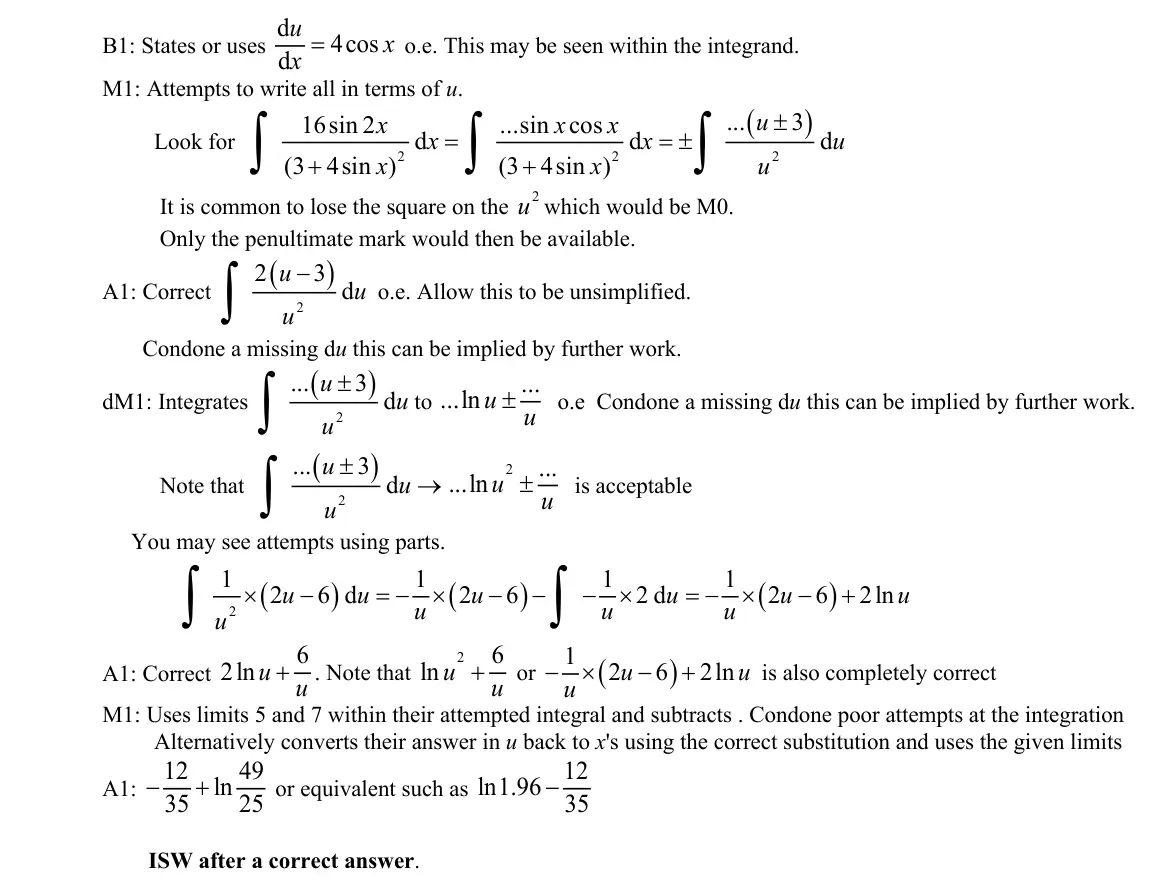 B1: States or uses du/dx = 4cos x o.e. This may be seen within the integrand.
M1: Attempts to write all in terms of u.
Look for ∫ 16sin 2x/(3+4sin x)² dx = ∫ ...sin x cos x/(3+4sin x)² dx = ± ∫ ...(u±3)/u² du
It is common to lose the square on the u² which would be M0.
Only the penultimate mark would then be available.
A1: Correct ∫ 2(u−3)/u² du o.e. Allow this to be unsimplified.
Condone a missing du this can be implied by further work.
dM1: Integrates ∫ ...(u±3)/u² du to ...ln u ± .../u o.e Condone a missing du this can be implied by further work.
Note that ∫ ...(u±3)/u² du → ...ln u² ± .../u is acceptable
You may see attempts using parts.
∫ 1/u² ×(2u−6) du = −1/u ×(2u−6) − ∫ −1/u ×2 du = −1/u ×(2u−6)+2 ln u
A1: Correct 2 ln u + 6/u. Note that ln u² + 6/u or −1/u ×(2u−6)+2 ln u is also completely correct
M1: Uses limits 5 and 7 within their attempted integral and subtracts . Condone poor attempts at the integration
Alternatively converts their answer in u back to x's using the correct substitution and uses the given limits
A1: −12/35 + ln 49/25 or equivalent such as ln1.96 − 12/35
ISW after a correct answer.